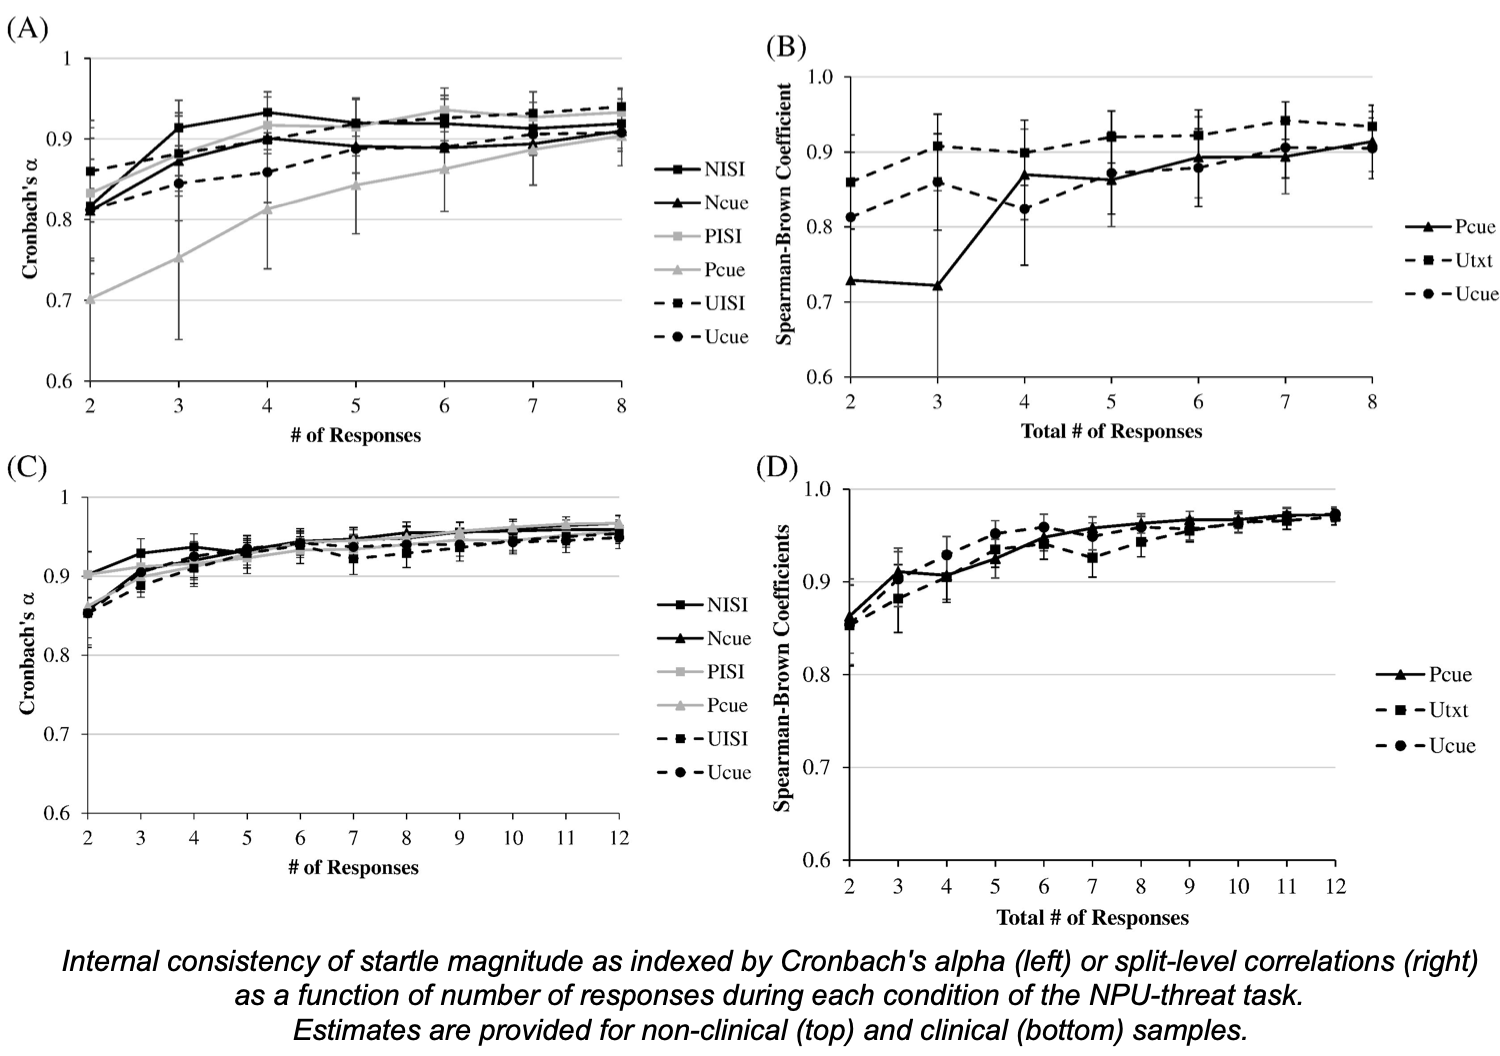 (A)
1
0.9
0.8
0.7
0.6
Cronbach's α
2 3 4 5 6 7 8
# of Responses
NISI
Ncue
PISI
Pcue
UISI
Ucue
(B)
1.0
0.9
0.8
0.7
0.6
Spearman-Brown Coefficient
2 3 4 5 6 7 8
Total # of Responses
Pcue
Utxt
Ucue
(C)
1
0.9
0.8
0.7
0.6
Cronbach's α
2 3 4 5 6 7 8 9 10 11 12
# of Responses
NISI
Ncue
PISI
Pcue
UISI
Ucue
(D)
1.0
0.9
0.8
0.7
0.6
Spearman-Brown Coefficients
2 3 4 5 6 7 8 9 10 11 12
Total # of Responses
Pcue
Utxt
Ucue
Internal consistency of startle magnitude as indexed by Cronbach's alpha (left) or split-level correlations (right)
as a function of number of responses during each condition of the NPU-threat task.
Estimates are provided for non-clinical (top) and clinical (bottom) samples.